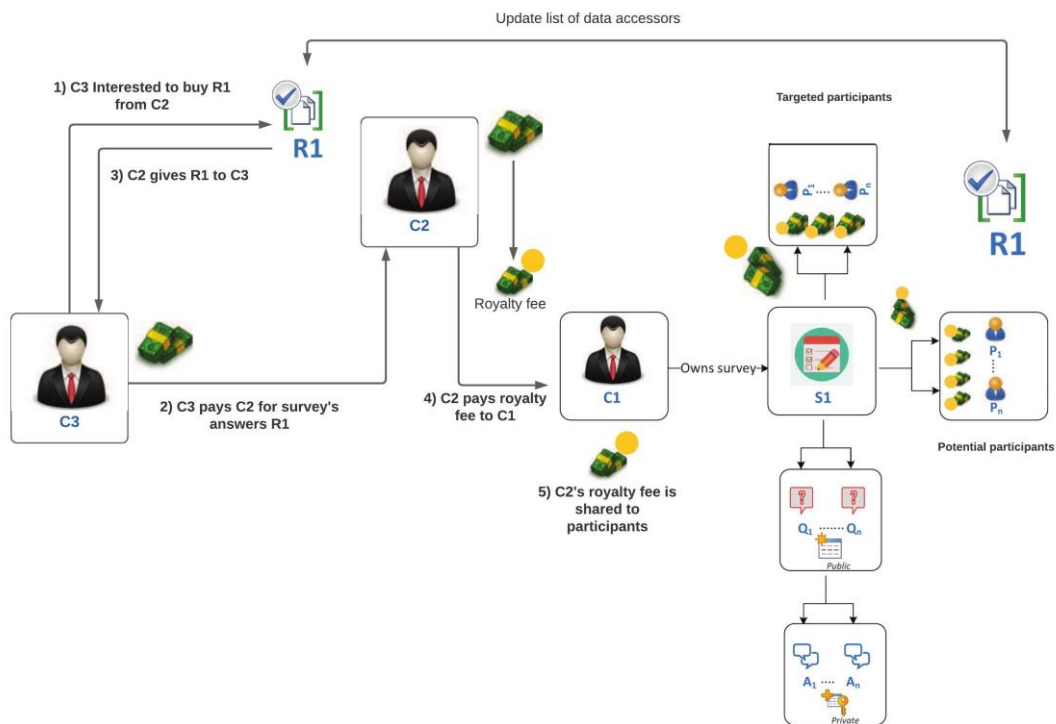 Update list of data accessors
1) C3 Interested to buy R1
from C2
R1
3) C2 gives R1 to C3
C2
Royalty fee
C3
2) C3 pays C2 for survey's
answers R1
4) C2 pays royalty
fee to C1
C1
5) C2's royalty fee is
shared to
participants
Owns survey
S1
Targeted participants
P1 ···· Pn
R1
P1
Pn
Potential participants
? ?
Q1 ······· Qn
Public
A1 ···· An
Private